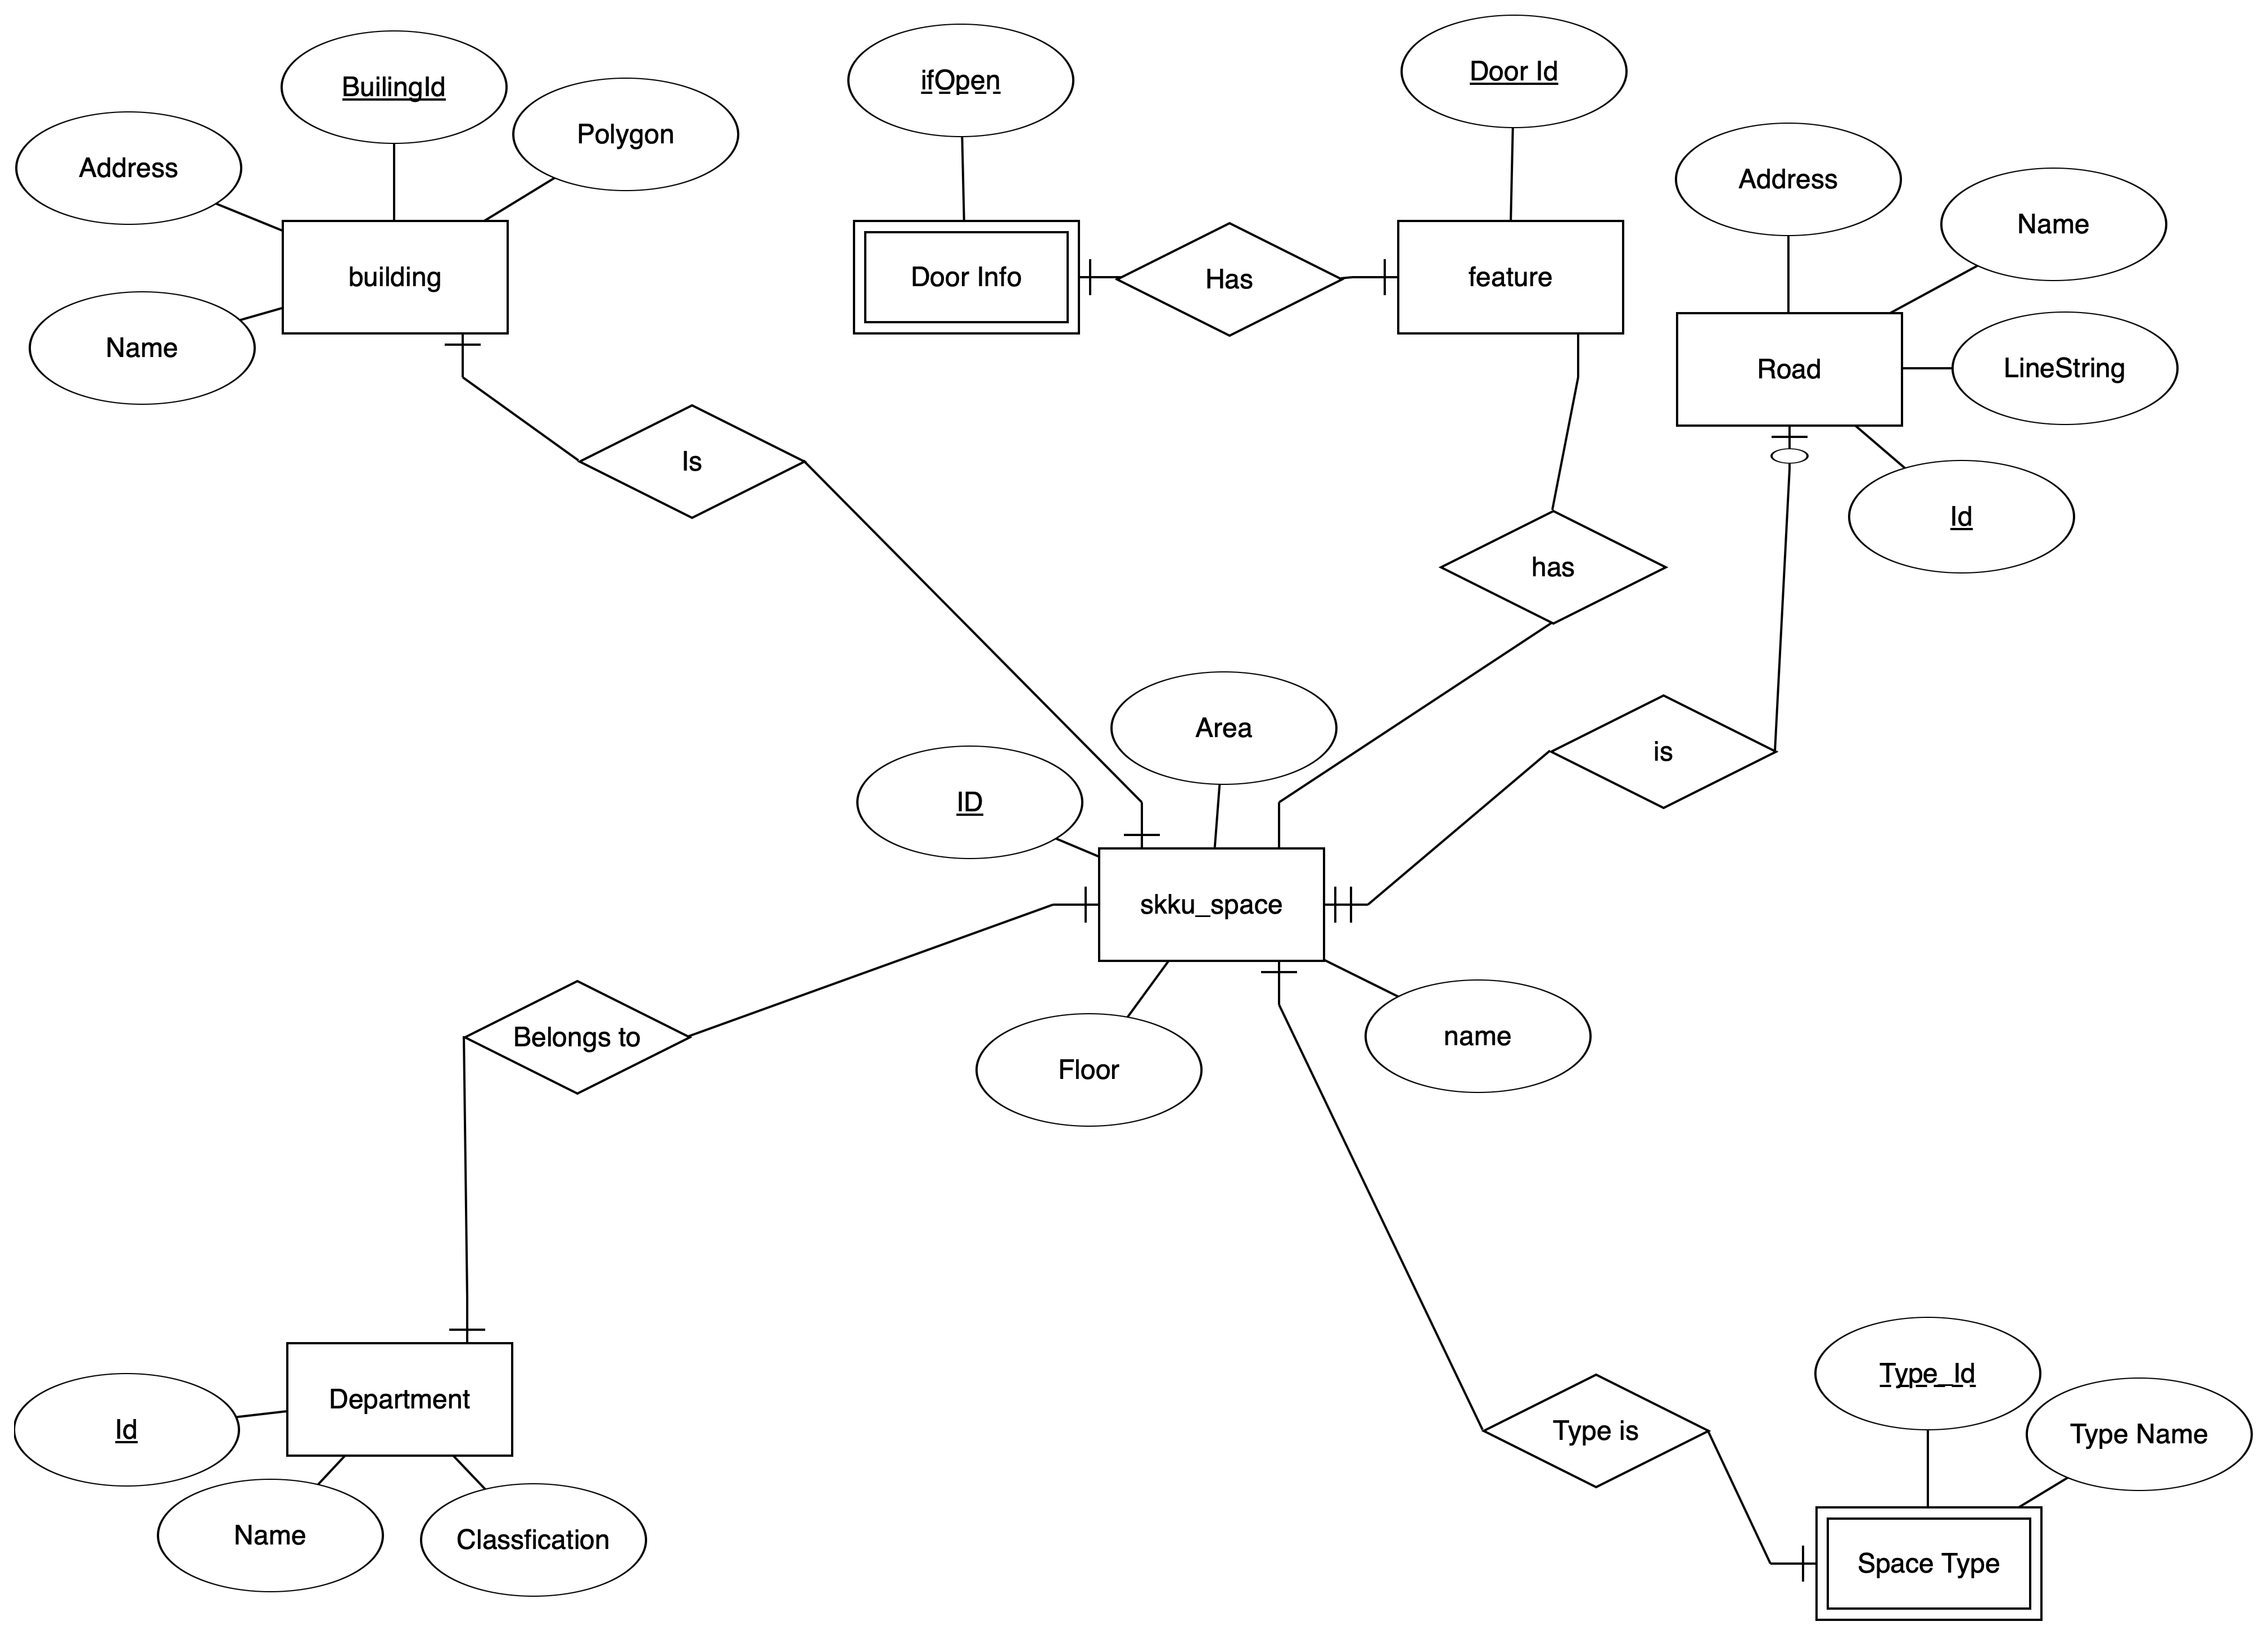 BuilingId
ifOpen
Door Id
Polygon
Address
Address
Name
building
Door Info
Has
feature
Name
Road
LineString
Is
Id
has
Area
is
ID
skku_space
Belongs to
Floor
name
Type_Id
Department
Id
Type is
Type Name
Name
Classfication
Space Type